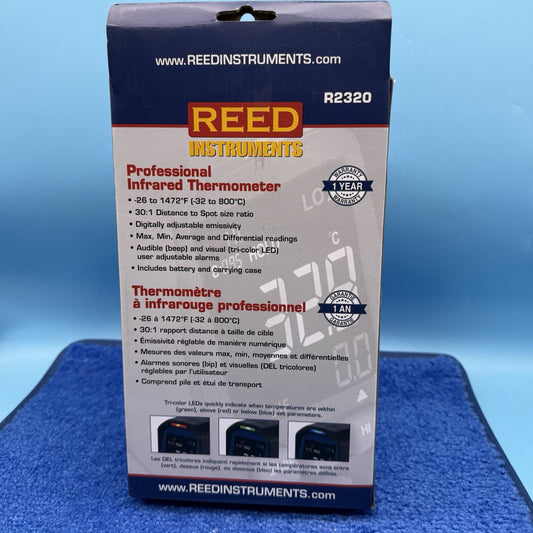 www.REEDINSTRUMENTS.com
R2320
REED
INSTRUMENTS
Professional
Infrared Thermometer
WARRANTY
1 YEAR
WARRANTY
• -26 to 1472°F (-32 to 800°C)
• 30:1 Distance to Spot size ratio
• Digitally adjustable emissivity
• Max, Min, Average and Differential readings
• Audible (beep) and visual (tri-color LED)
user adjustable alarms
• Includes battery and carrying case
LO
°C
HOLD
0.0
HI
Thermomètre
à infrarouge professionnel
GARANTIE
1 AN
GARANTIE
• -26 à 1472°F (-32 à 800°C)
• 30:1 rapport distance à taille de cible
• Émissivité réglable de manière numérique
• Mesures des valeurs max, min, moyennes et différentielles
• Alarmes sonores (bip) et visuelles (DEL tricolores)
réglables par l'utilisateur
• Comprend pile et étui de transport
Tri-color LEDs quickly indicate when temperatures are within
(green), above (red) or below (blue) set parameters.
Las DEL tricolores indiquent rapidement si les températures sont entre
(vert), dessus (rouge), ou dessous (bleu) les paramètres définis.
www.REEDINSTRUMENTS.com